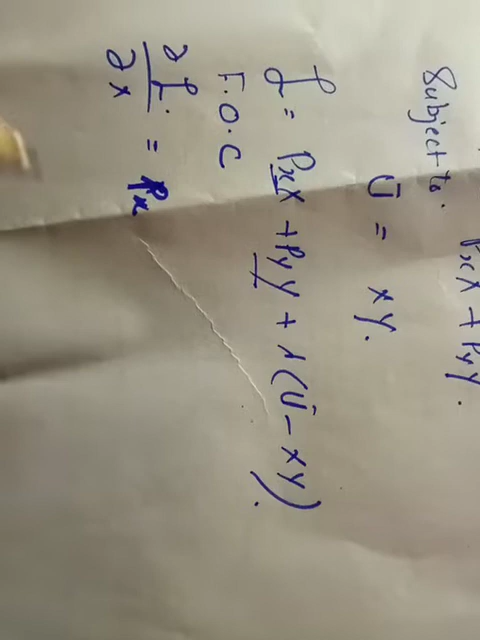 PxX + PyY.
Subject to:
Ū = XY.
ℒ = PxX + PyY + λ(Ū - XY).
F.O.C
∂ℒ/∂X = Px